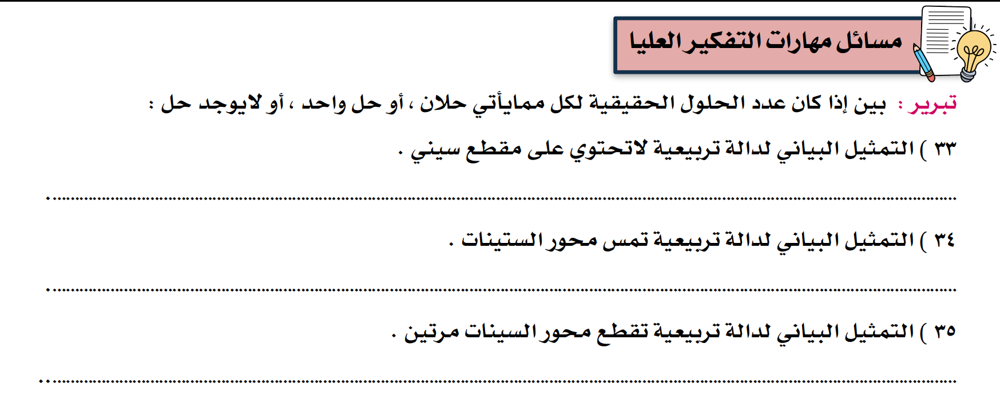 مسائل مهارات التفكير العليا
تبرير : بين إذا كان عدد الحلول الحقيقية لكل ممايأتي حلان ، أو حل واحد ، أو لايوجد حل :
٣٣ ) التمثيل البياني لدالة تربيعية لاتحتوي على مقطع سيني .
٣٤ ) التمثيل البياني لدالة تربيعية تمس محور الستينات .
٣٥ ) التمثيل البياني لدالة تربيعية تقطع محور السينات مرتين .